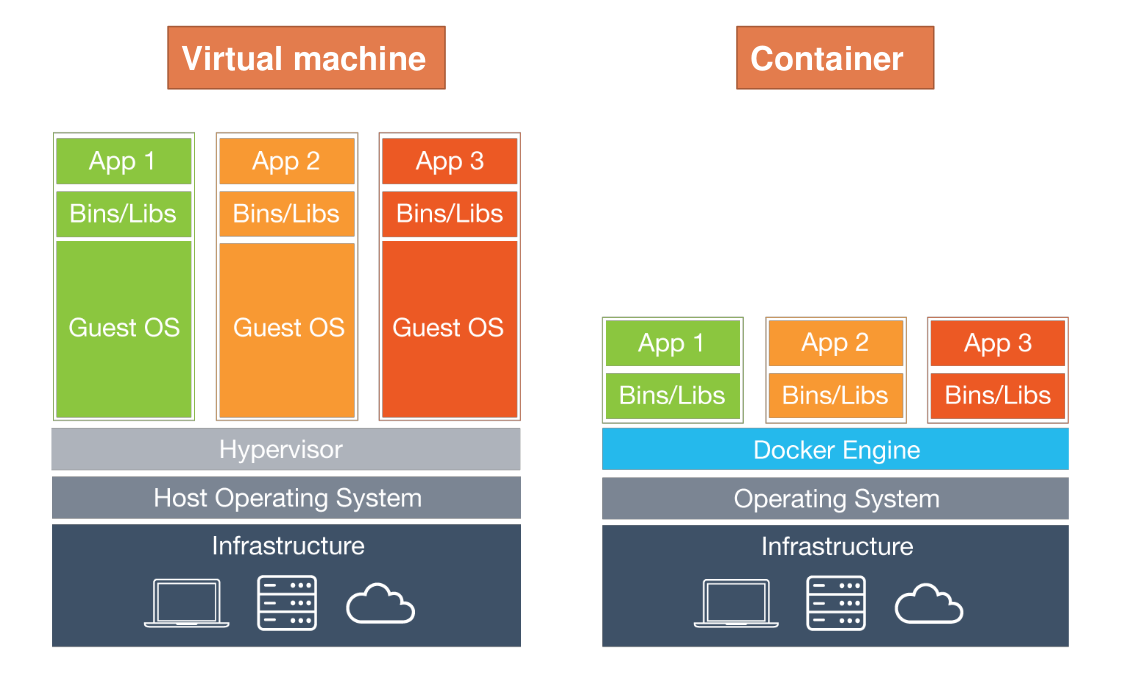 Virtual machine
Container
App 1
App 2
App 3
Bins/Libs
Bins/Libs
Bins/Libs
Guest OS
Guest OS
Guest OS
Hypervisor
Host Operating System
Infrastructure
App 1
App 2
App 3
Bins/Libs
Bins/Libs
Bins/Libs
Docker Engine
Operating System
Infrastructure